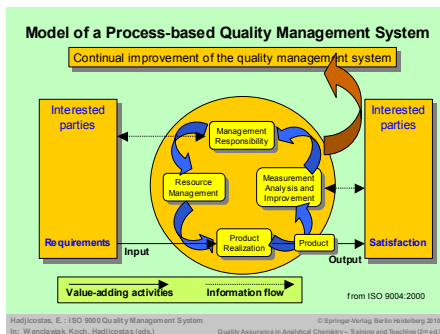 Model of a Process-based Quality Management System
Continual improvement of the quality management system
Interested
parties
Interested
parties
Management
Responsibility
Resource
Management
Measurement
Analysis and
Improvement
Product
Realization
Product
Requirements
Satisfaction
Input
Output
Value-adding activities
Information flow
from ISO 9004:2000
Hadjicostas, E.: ISO 9000 Quality Management System
© Springer-Verlag Berlin Heidelberg 2010
In: Wenclawiak, Koch, Hadjicostas (eds.)
Quality Assurance in Analytical Chemistry – Training and Teaching (2nd ed.)